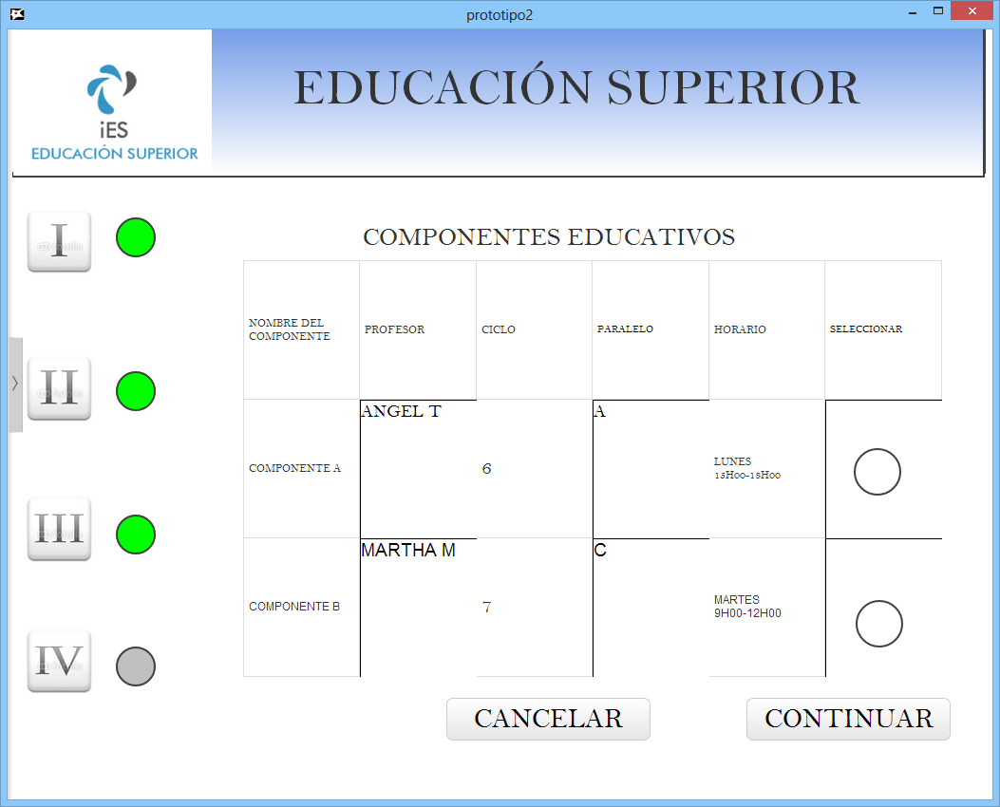 prototipo2
EDUCACIÓN SUPERIOR
iES
EDUCACIÓN SUPERIOR
I
II
III
IV
COMPONENTES EDUCATIVOS
NOMBRE DEL
COMPONENTE
PROFESOR
CICLO
PARALELO
HORARIO
SELECCIONAR
COMPONENTE A
ANGEL T
6
A
LUNES
15H00-18H00
COMPONENTE B
MARTHA M
7
C
MARTES
9H00-12H00
CANCELAR
CONTINUAR